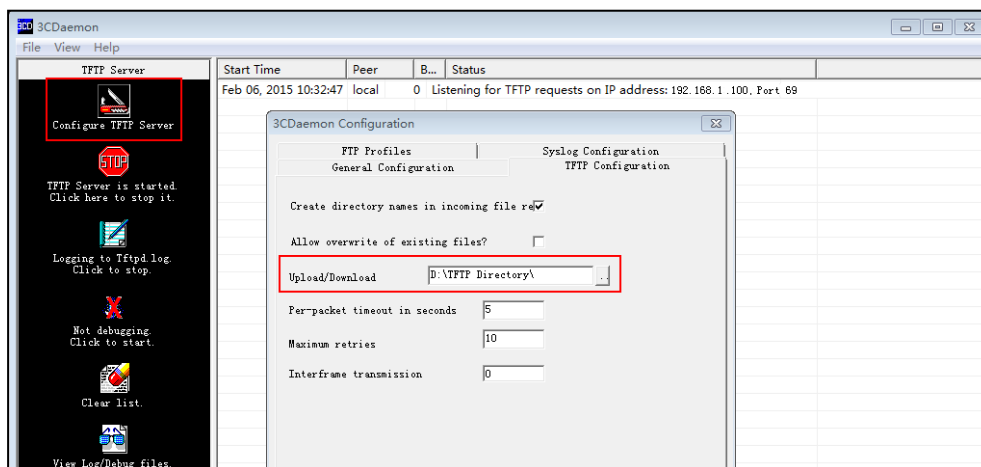 3CD 3CDaemon
File View Help
TFTP Server
Configure TFTP Server
STOP
TFTP Server is started.
Click here to stop it.
Logging to Tftpd.log.
Click to stop.
Not debugging.
Click to start.
Clear list.
View Log/Debug files.
Start Time Peer B... Status
Feb 06, 2015 10:32:47 local 0 Listening for TFTP requests on IP address: 192.168.1.100, Port 69
3CDaemon Configuration
FTP Profiles Syslog Configuration
General Configuration TFTP Configuration
Create directory names in incoming file re
Allow overwrite of existing files?
Upload/Download D:\TFTP Directory\ ..
Per-packet timeout in seconds 5
Maximum retries 10
Interframe transmission 0